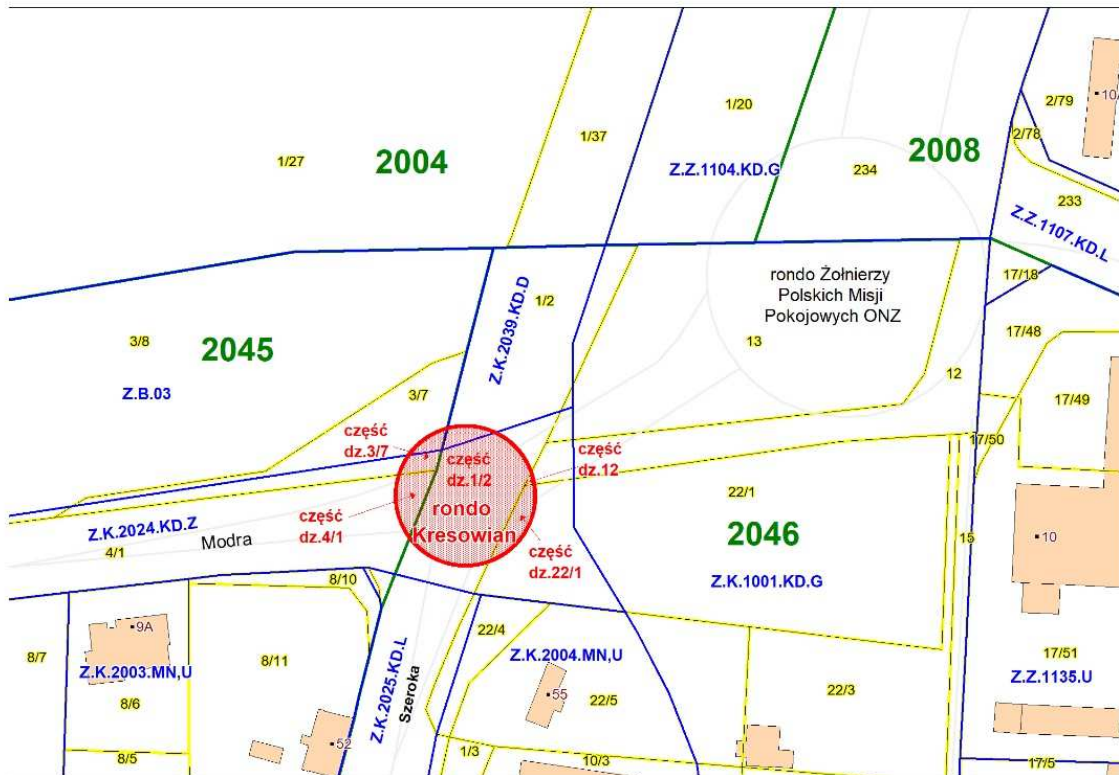 1/27
2004
1/37
1/20
Z.Z.1104.KD.G
234
2008
2/79
2/78
233
Z.Z.1107.KD.L
17/18
rondo Żołnierzy
Polskich Misji
Pokojowych ONZ
1/2
3/8
2045
Z.B.03
Z.K.2039.KD.D
13
12
17/48
17/49
3/7
część
dz.3/7
część
dz.1/2
rondo
Kresowian
część
dz.12
część
dz.4/1
część
dz.22/1
17/50
22/1
2046
Z.K.1001.KD.G
15
10
Z.K.2024.KD.Z
4/1
Modra
8/10
9A
8/7
Z.K.2003.MN,U
8/11
8/6
8/5
52
Z.K.2025.KD.L
Szeroka
22/4
Z.K.2004.MN,U
55
22/5
22/3
1/3
10/3
17/51
Z.Z.1135.U
17/5